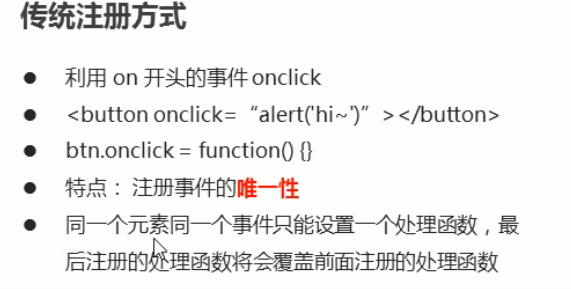 传统注册方式
● 利用 on 开头的事件 onclick
● <button onclick= “alert('hi~')” ></button>
● btn.onclick = function() {}
● 特点： 注册事件的唯一性
● 同一个元素同一个事件只能设置一个处理函数，最
后注册的处理函数将会覆盖前面注册的处理函数